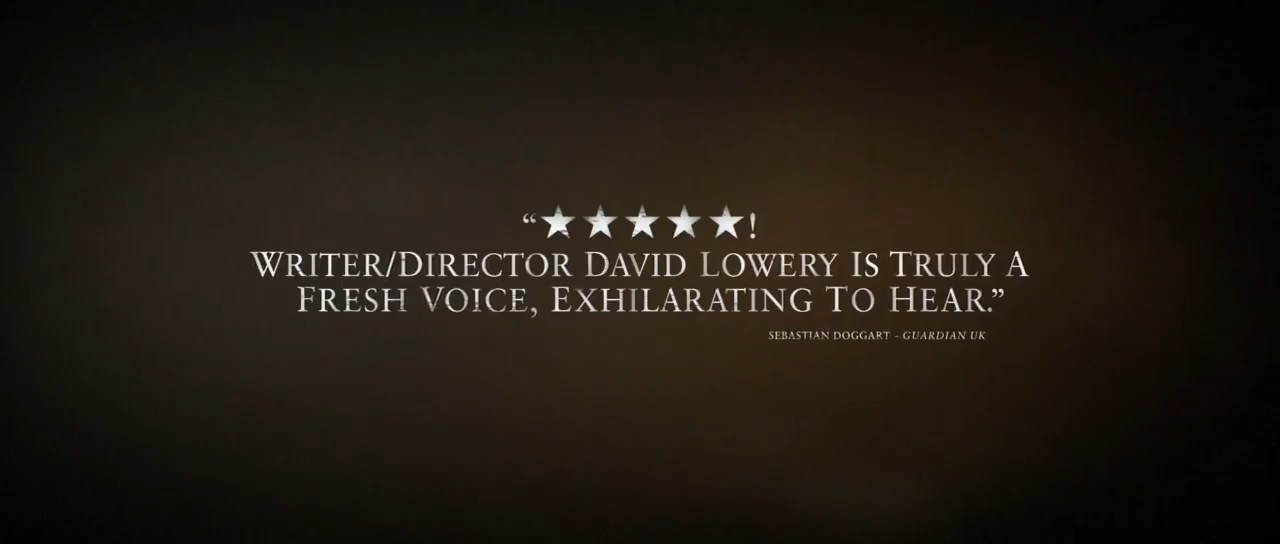 “★★★★★!
WRITER/DIRECTOR DAVID LOWERY IS TRULY A
FRESH VOICE, EXHILARATING TO HEAR.”
SEBASTIAN DOGGART - GUARDIAN UK